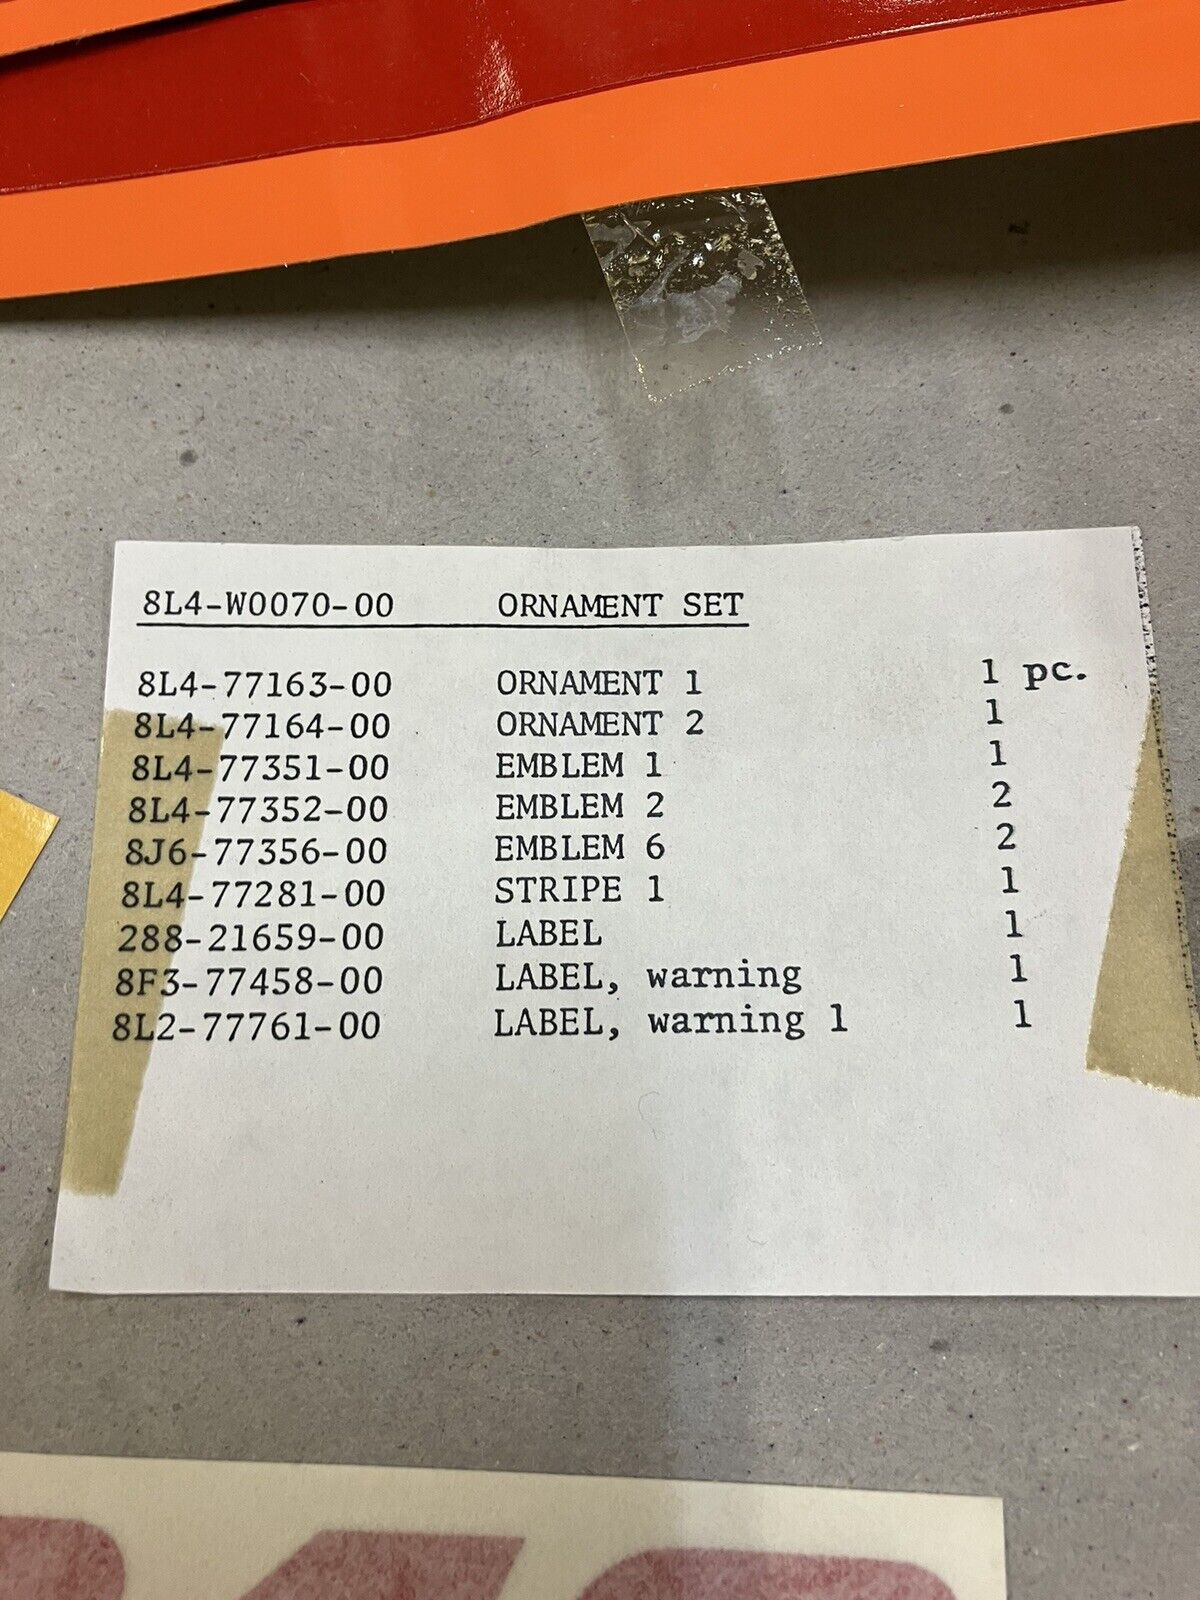 8L4-W0070-00 ORNAMENT SET
8L4-77163-00 ORNAMENT 1 1 pc.
8L4-77164-00 ORNAMENT 2 1
8L4-77351-00 EMBLEM 1 1
8L4-77352-00 EMBLEM 2 2
8J6-77356-00 EMBLEM 6 2
8L4-77281-00 STRIPE 1 1
288-21659-00 LABEL 1
8F3-77458-00 LABEL, warning 1
8L2-77761-00 LABEL, warning 1 1